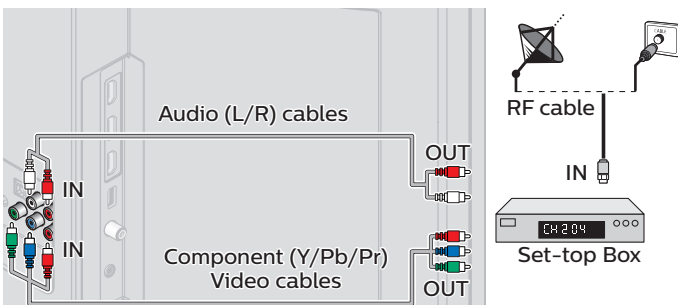 CABLE
RF cable
Audio (L/R) cables
OUT
IN
IN
CH 204
Set-top Box
IN
Component (Y/Pb/Pr)
Video cables
OUT